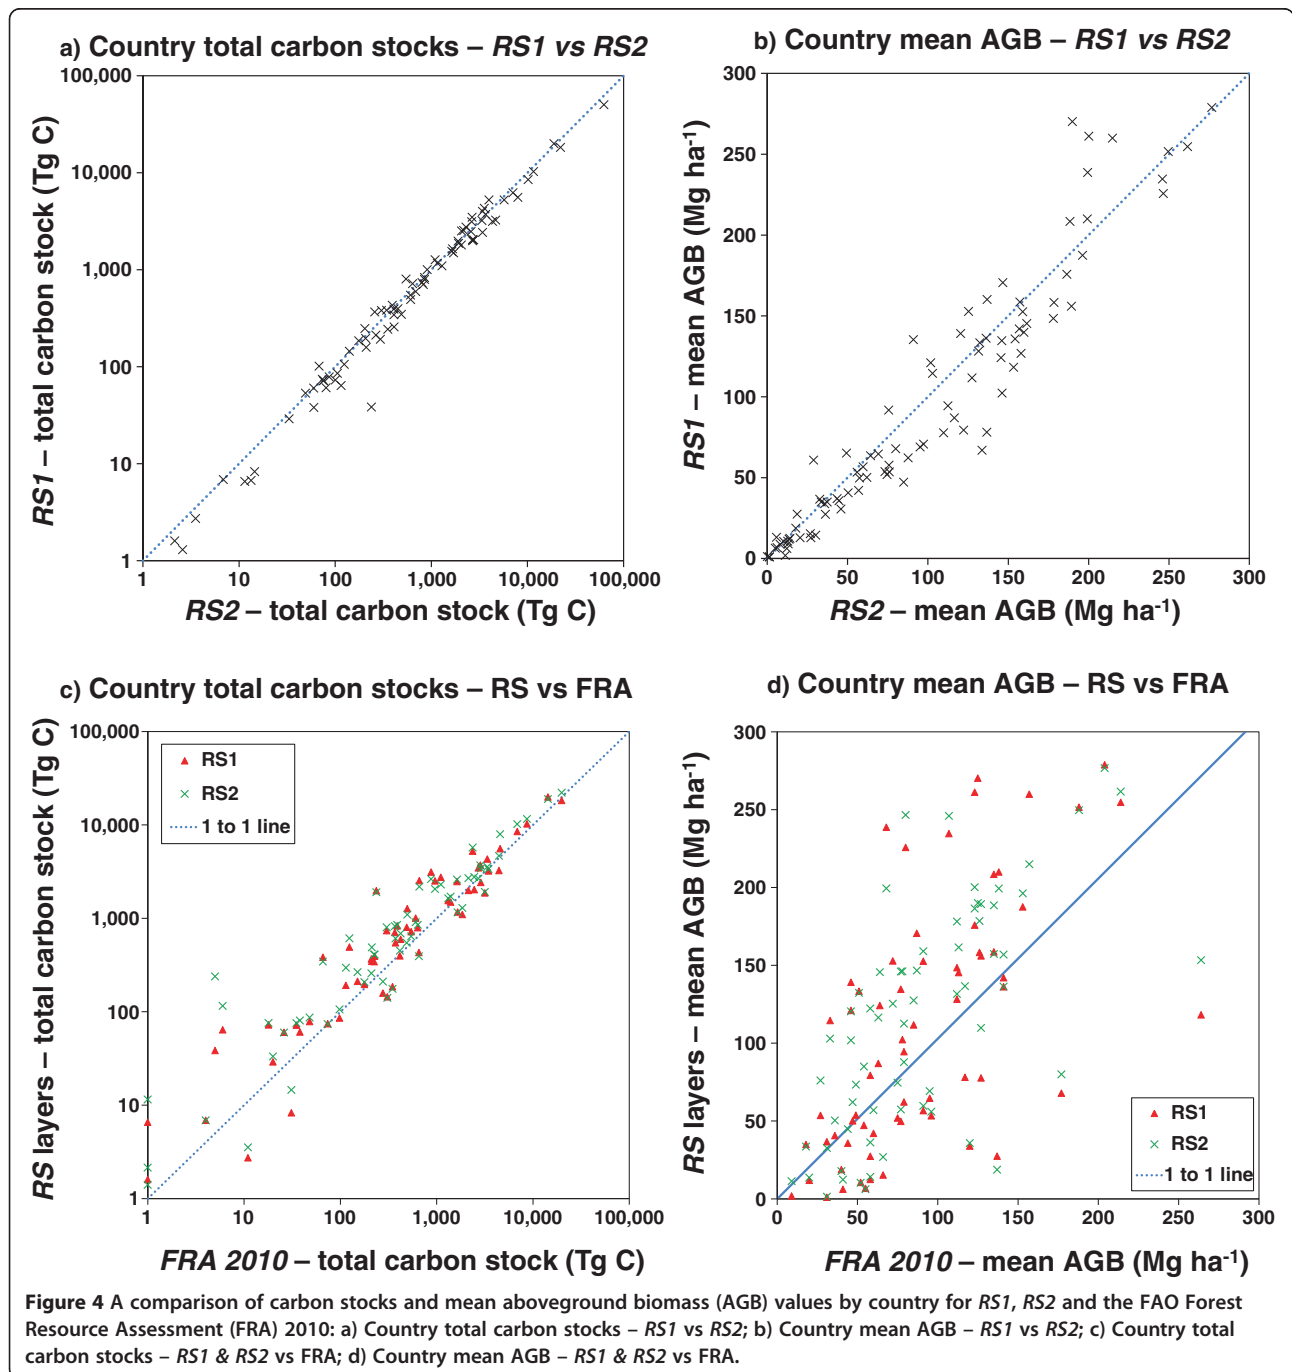 a) Country total carbon stocks – RS1 vs RS2
100,000
10,000
1,000
100
10
1
RS1 – total carbon stock (Tg C)
1 10 100 1,000 10,000 100,000
RS2 – total carbon stock (Tg C)
b) Country mean AGB – RS1 vs RS2
300
250
200
150
100
50
0
RS1 – mean AGB (Mg ha-1)
0 50 100 150 200 250 300
RS2 – mean AGB (Mg ha-1)
c) Country total carbon stocks – RS vs FRA
100,000
10,000
1,000
100
10
1
RS layers – total carbon stock (Tg C)
RS1
RS2
1 to 1 line
1 10 100 1,000 10,000 100,000
FRA 2010 – total carbon stock (Tg C)
d) Country mean AGB – RS vs FRA
300
250
200
150
100
50
0
RS layers – mean AGB (Mg ha-1)
RS1
RS2
1 to 1 line
0 50 100 150 200 250 300
FRA 2010 – mean AGB (Mg ha-1)
Figure 4 A comparison of carbon stocks and mean aboveground biomass (AGB) values by country for RS1, RS2 and the FAO Forest
Resource Assessment (FRA) 2010: a) Country total carbon stocks – RS1 vs RS2; b) Country mean AGB – RS1 vs RS2; c) Country total
carbon stocks – RS1 & RS2 vs FRA; d) Country mean AGB – RS1 & RS2 vs FRA.